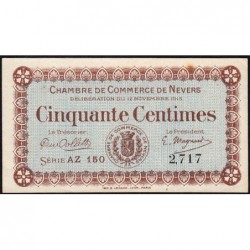 CHAMBRE DE COMMERCE DE NEVERS
DÉLIBÉRATION DU 12 NOVEMBRE 1915
Cinquante Centimes
Le Trésorier, Le Président,
SÉRIE AZ 150 2,717